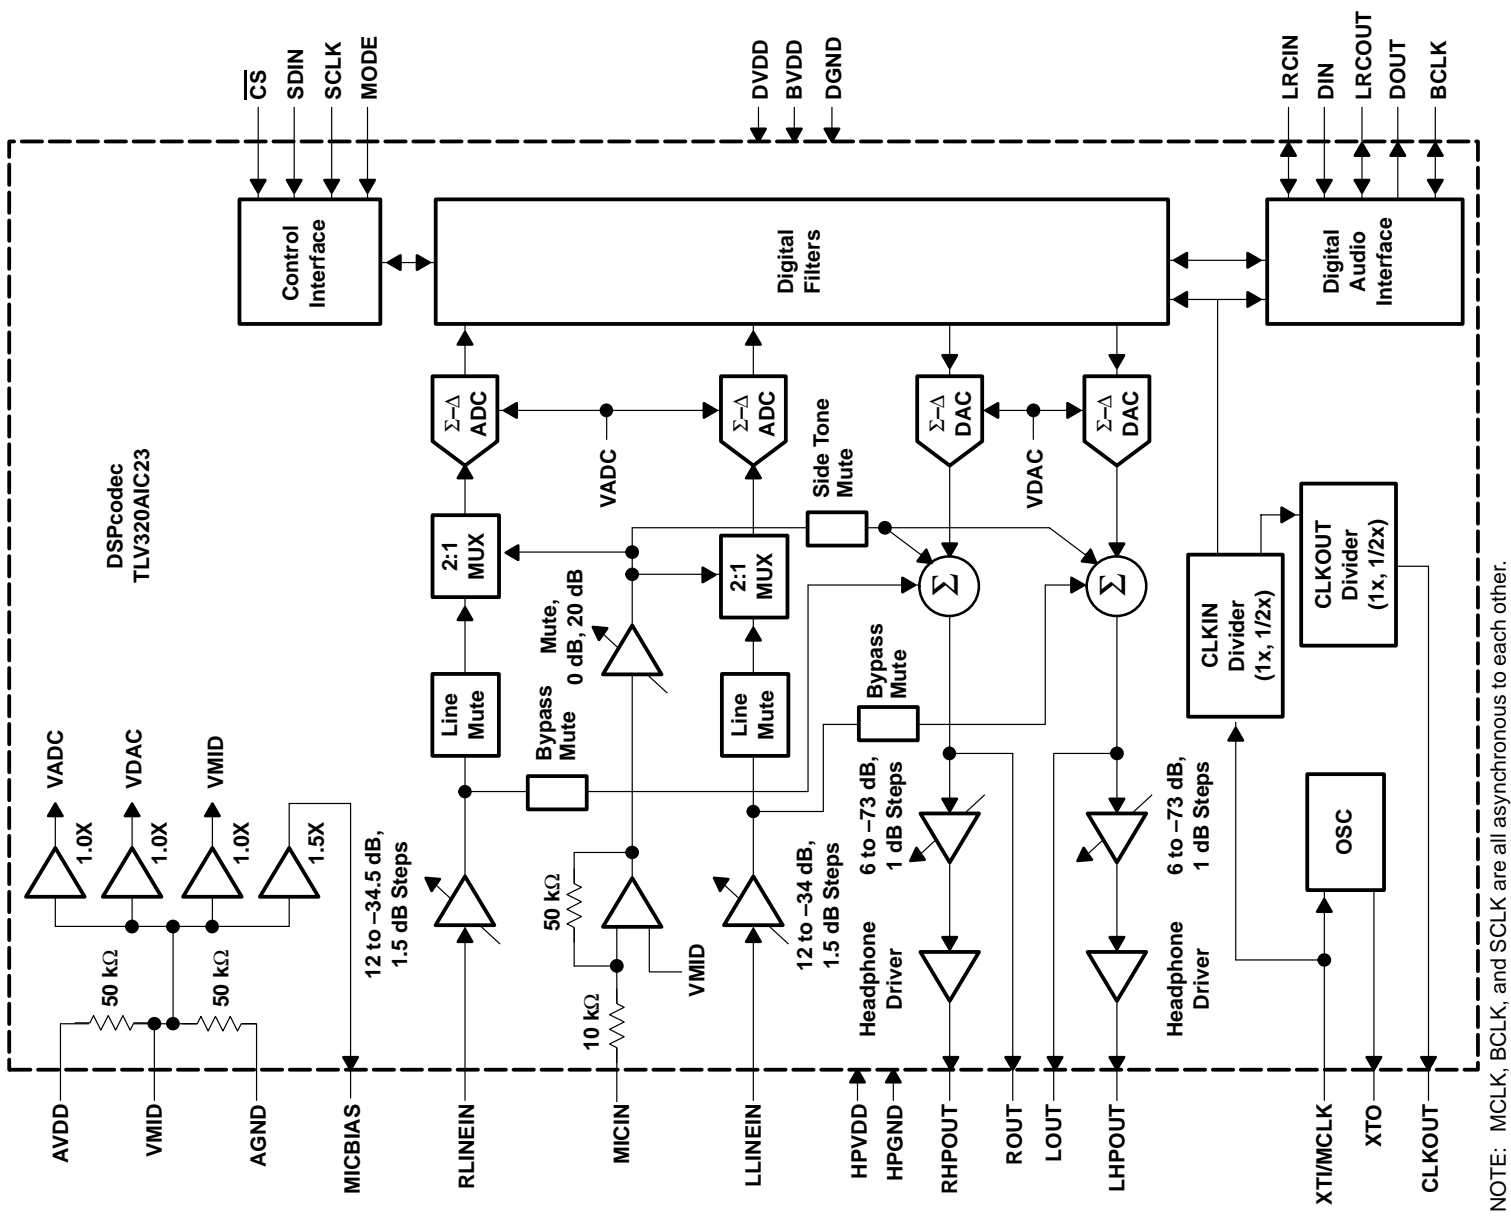 DSPcodec
TLV320AIC23
AVDD
VMID
AGND
MICBIAS
RLINEIN
MICIN
LLINEIN
HPVDD
HPGND
RHPOUT
ROUT
LOUT
LHPOUT
XTI/MCLK
XTO
CLKOUT
50 kΩ
50 kΩ
1.0X
VADC
1.0X
VDAC
1.0X
VMID
1.5X
12 to –34.5 dB,
1.5 dB Steps
Line
Mute
2:1
MUX
Σ–Δ
ADC
Bypass
Mute
10 kΩ
50 kΩ
VMID
Mute,
0 dB, 20 dB
VADC
12 to –34 dB,
1.5 dB Steps
Line
Mute
2:1
MUX
Σ–Δ
ADC
Side Tone
Mute
Bypass
Mute
Headphone
Driver
6 to –73 dB,
1 dB Steps
Σ
Σ–Δ
DAC
VDAC
Headphone
Driver
6 to –73 dB,
1 dB Steps
Σ
Σ–Δ
DAC
OSC
CLKIN
Divider
(1x, 1/2x)
CLKOUT
Divider
(1x, 1/2x)
Control
Interface
Digital
Filters
Digital
Audio
Interface
CS
SDIN
SCLK
MODE
DVDD
BVDD
DGND
LRCIN
DIN
LRCOUT
DOUT
BCLK
NOTE: MCLK, BCLK, and SCLK are all asynchronous to each other.